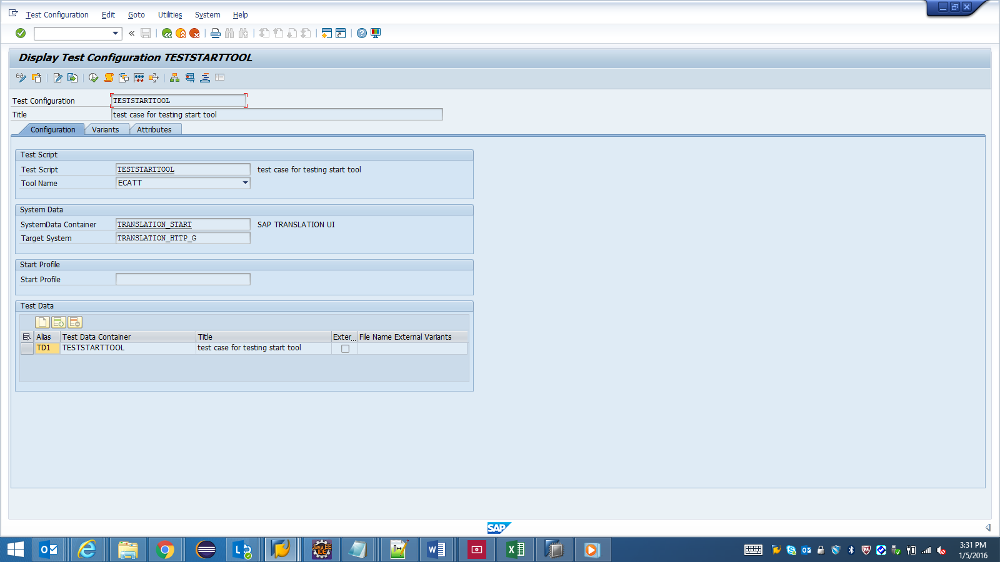 Test Configuration Edit Goto Utilities System Help
Display Test Configuration TESTSTARTTOOL
Test Configuration TESTSTARTTOOL
Title test case for testing start tool
Configuration Variants Attributes
Test Script
Test Script TESTSTARTTOOL test case for testing start tool
Tool Name ECATT
System Data
SystemData Container TRANSLATION_START SAP TRANSLATION UI
Target System TRANSLATION_HTTP_G
Start Profile
Start Profile
Test Data
Alias Test Data Container Title Exter... File Name External Variants
TD1 TESTSTARTTOOL test case for testing start tool
SAP
Java EE
IDE
3:31 PM
1/5/2016